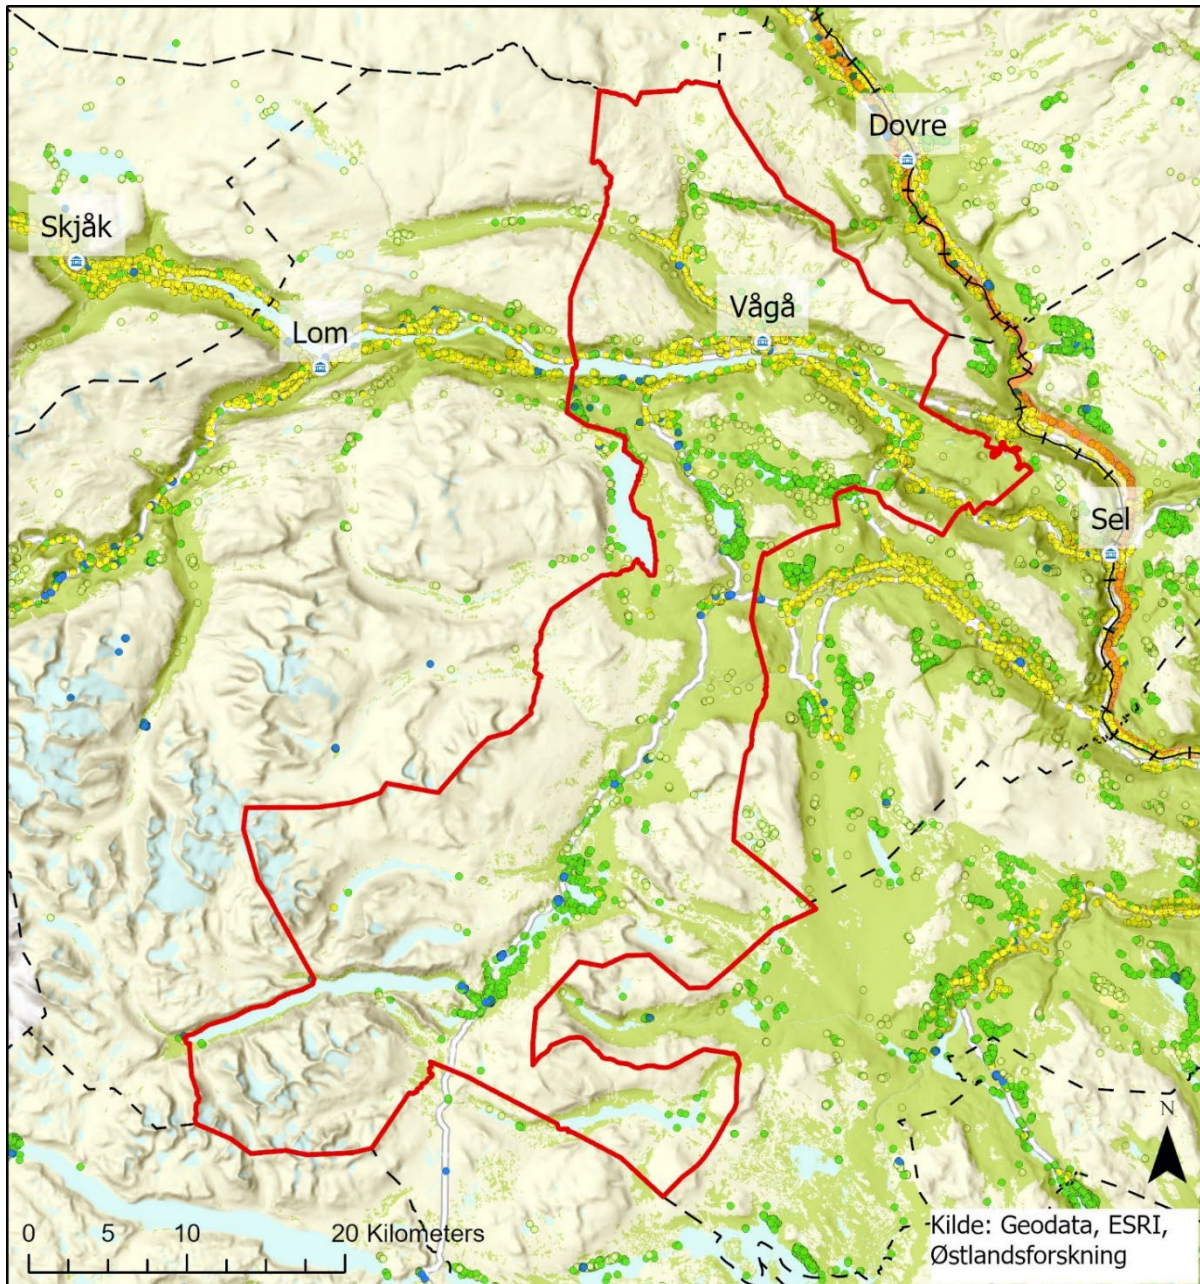 Dovre
Skjåk
Vågå
Lom
Sel
N
0 5 10 20 Kilometers
Kilde: Geodata, ESRI,
Østlandsforskning